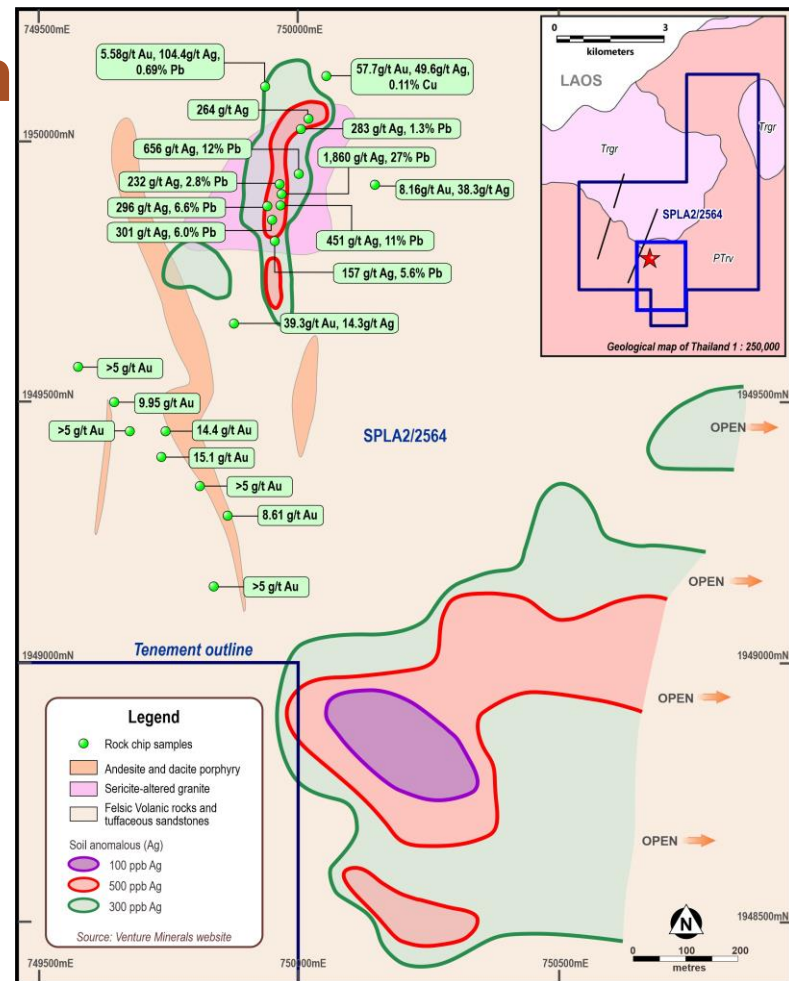 749500mE
750000mE
5.58g/t Au, 104.4g/t Ag,
0.69% Pb
57.7g/t Au, 49.6g/t Ag,
0.11% Cu
264 g/t Ag
1950000mN
283 g/t Ag, 1.3% Pb
656 g/t Ag, 12% Pb
1,860 g/t Ag, 27% Pb
232 g/t Ag, 2.8% Pb
8.16g/t Au, 38.3g/t Ag
296 g/t Ag, 6.6% Pb
301 g/t Ag, 6.0% Pb
451 g/t Ag, 11% Pb
157 g/t Ag, 5.6% Pb
39.3g/t Au, 14.3g/t Ag
0
3
kilometers
LAOS
Trgr
Trgr
SPLA2/2564
PTrv
Geological map of Thailand 1 : 250,000
>5 g/t Au
1949500mN
1949500mN
9.95 g/t Au
>5 g/t Au
14.4 g/t Au
SPLA2/2564
OPEN
15.1 g/t Au
>5 g/t Au
8.61 g/t Au
OPEN
>5 g/t Au
Tenement outline
1949000mN
1949000mN
OPEN
Legend
Rock chip samples
Andesite and dacite porphyry
Sericite-altered granite
Felsic Volanic rocks and
tuffaceous sandstones
Soil anomalous (Ag)
100 ppb Ag
500 ppb Ag
300 ppb Ag
Source: Venture Minerals website
OPEN
N
1948500mN
0 100 200
metres
749500mE
750000mE
750500mE